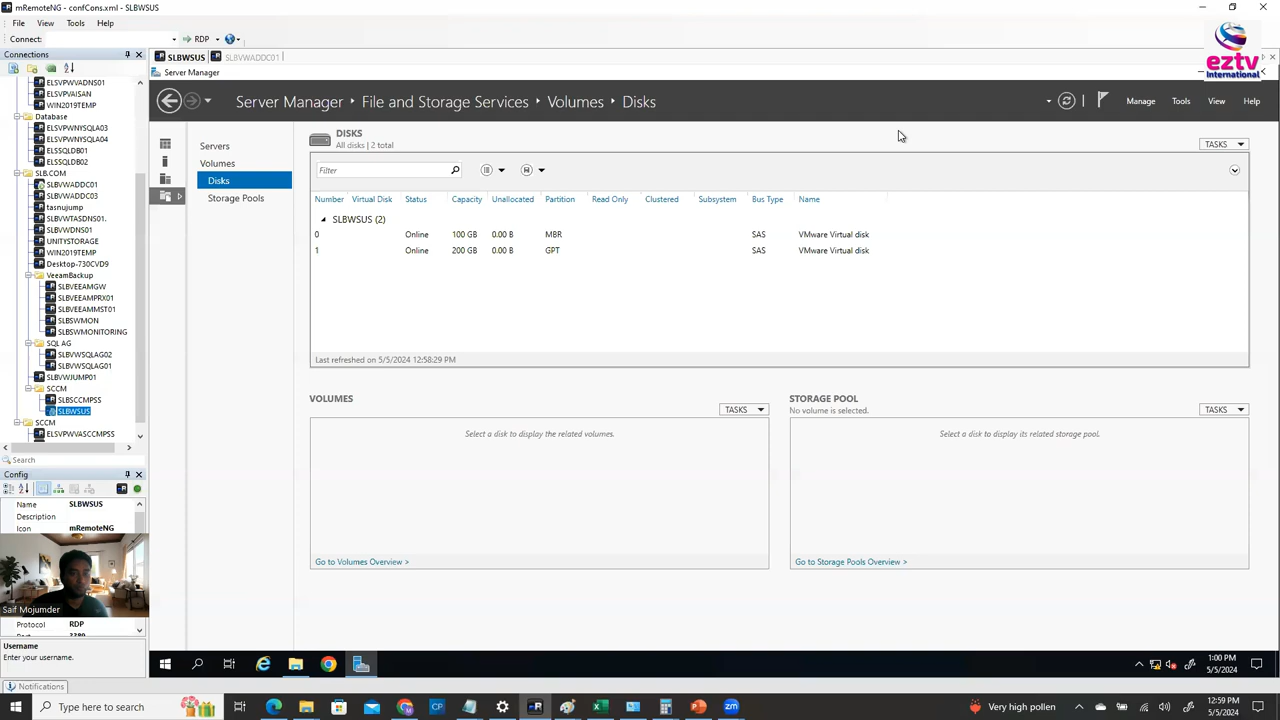 mRemoteNG - confCons.xml - SLBWSUS
File View Tools Help
Connect: RDP
eztv
International
Connections
SLBWSUS SLBVWADDC01
Server Manager
Server Manager File and Storage Services Volumes Disks
Manage Tools View Help
ELSVPWVADNS01
ELSVPVAISAN
WIN2019TEMP
Database
ELSVPWNYSQLA03
ELSVPWNYSQLA04
ELSSQLDB01
ELSSQLDB02
SLB.COM
SLBVWADDC01
SLBVWADDC03
tasnujump
SLBVWTASDNS01.
SLBVWDNS01
UNITYSTORAGE
WIN2019TEMP
Desktop-730CVD9
VeeamBackup
SLBVEEAMGW
SLBVEEAMPRX01
SLBVEEAMMST01
SLBSWMON
SLBSWMONITORING
SQL AG
SLBVWSQLAG02
SLBVWSQLAG01
SLBVWJUMP01
SCCM
SLBSCCMPSS
SLBWSUS
SCCM
ELSVPWVASCCMPSS
Search
Config
Name SLBWSUS
Description
Icon mRemoteNG
Saif Mojumder
Protocol RDP
Username
Enter your username.
Notifications
Servers
Volumes
Disks
Storage Pools
DISKS
All disks | 2 total
TASKS
Filter
Number Virtual Disk Status Capacity Unallocated Partition Read Only Clustered Subsystem Bus Type Name
SLBWSUS (2)
0 Online 100 GB 0.00 B MBR SAS VMware Virtual disk
1 Online 200 GB 0.00 B GPT SAS VMware Virtual disk
Last refreshed on 5/5/2024 12:58:29 PM
VOLUMES
TASKS
Select a disk to display the related volumes.
Go to Volumes Overview >
STORAGE POOL
No volume is selected.
TASKS
Select a disk to display its related storage pool.
Go to Storage Pools Overview >
1:00 PM
5/5/2024
Type here to search
Very high pollen
12:59 PM
5/5/2024